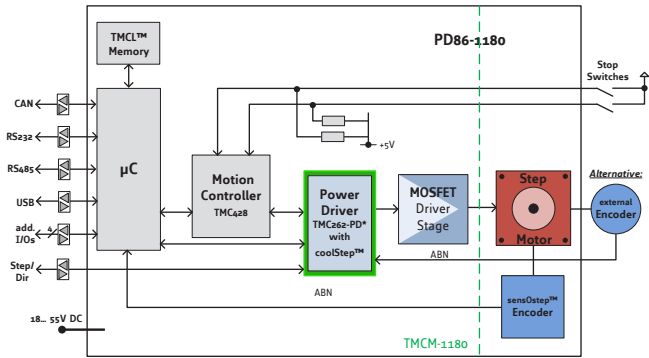 TMCL™
Memory
PD86-1180
Stop
Switches
+5V
CAN
RS232
RS485
USB
add.
I/Os
4
Step/
Dir
µC
Motion
Controller
TMC428
Power
Driver
TMC262-PD*
with
coolStep™
MOSFET
Driver
Stage
Step
Motor
Alternative:
external
Encoder
ABN
ABN
sensOstep™
Encoder
18... 55V DC
TMCM-1180